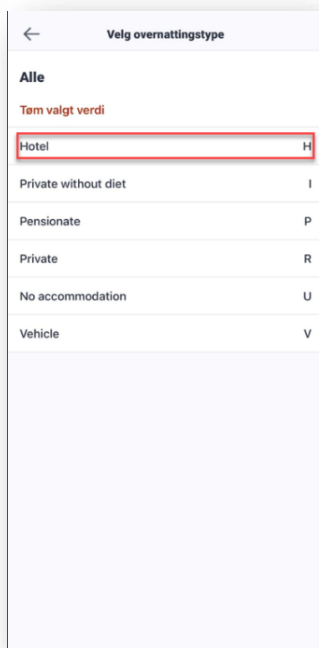 Velg overnattingstype
Alle
Tøm valgt verdi
Hotel H
Private without diet I
Pensionate P
Private R
No accommodation U
Vehicle V